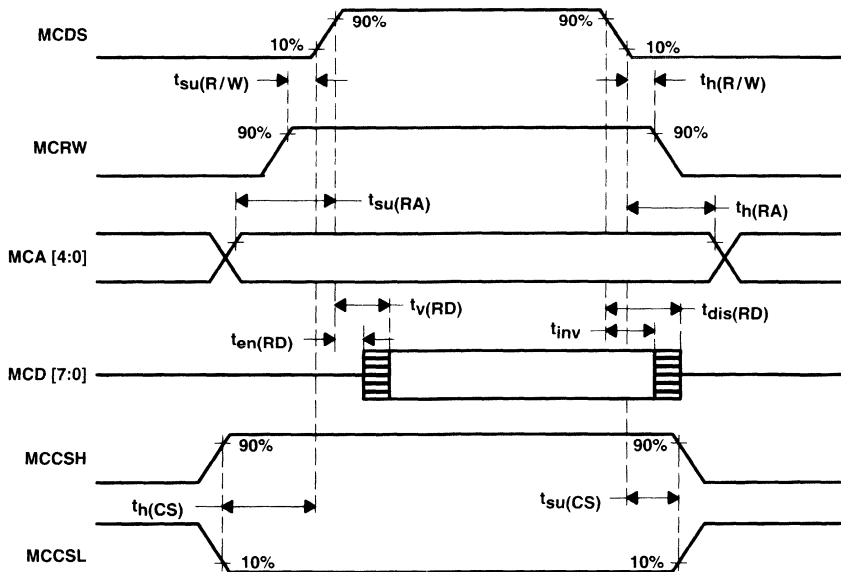 90% 90%
MCDS
10% 10%
tsu(R/W) th(R/W)
90% 90%
MCRW
tsu(RA) th(RA)
MCA [4:0]
tv(RD) tdis(RD)
ten(RD) tinv
MCD [7:0]
90% 90%
MCCSH
th(CS) tsu(CS)
MCCSL
10% 10%